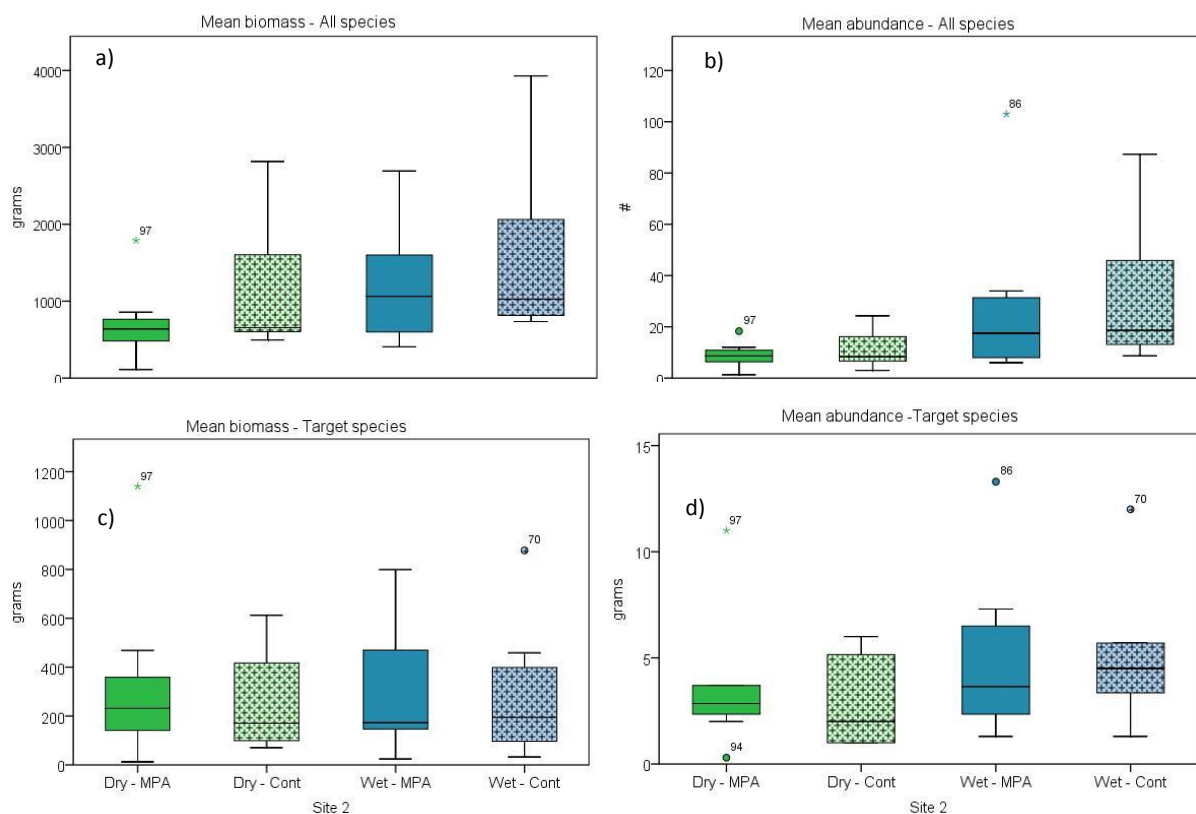 Mean biomass - All species
a)
4000
3000
2000
1000
0
grams
97
Mean abundance - All species
b)
120
100
80
60
40
20
0
#
97
86
Mean biomass - Target species
c)
1200
1000
800
600
400
200
0
grams
97
70
Dry - MPA Dry - Cont Wet - MPA Wet - Cont
Site 2
Mean abundance -Target species
d)
15
10
5
0
grams
97
94
86
70
Dry - MPA Dry - Cont Wet - MPA Wet - Cont
Site 2